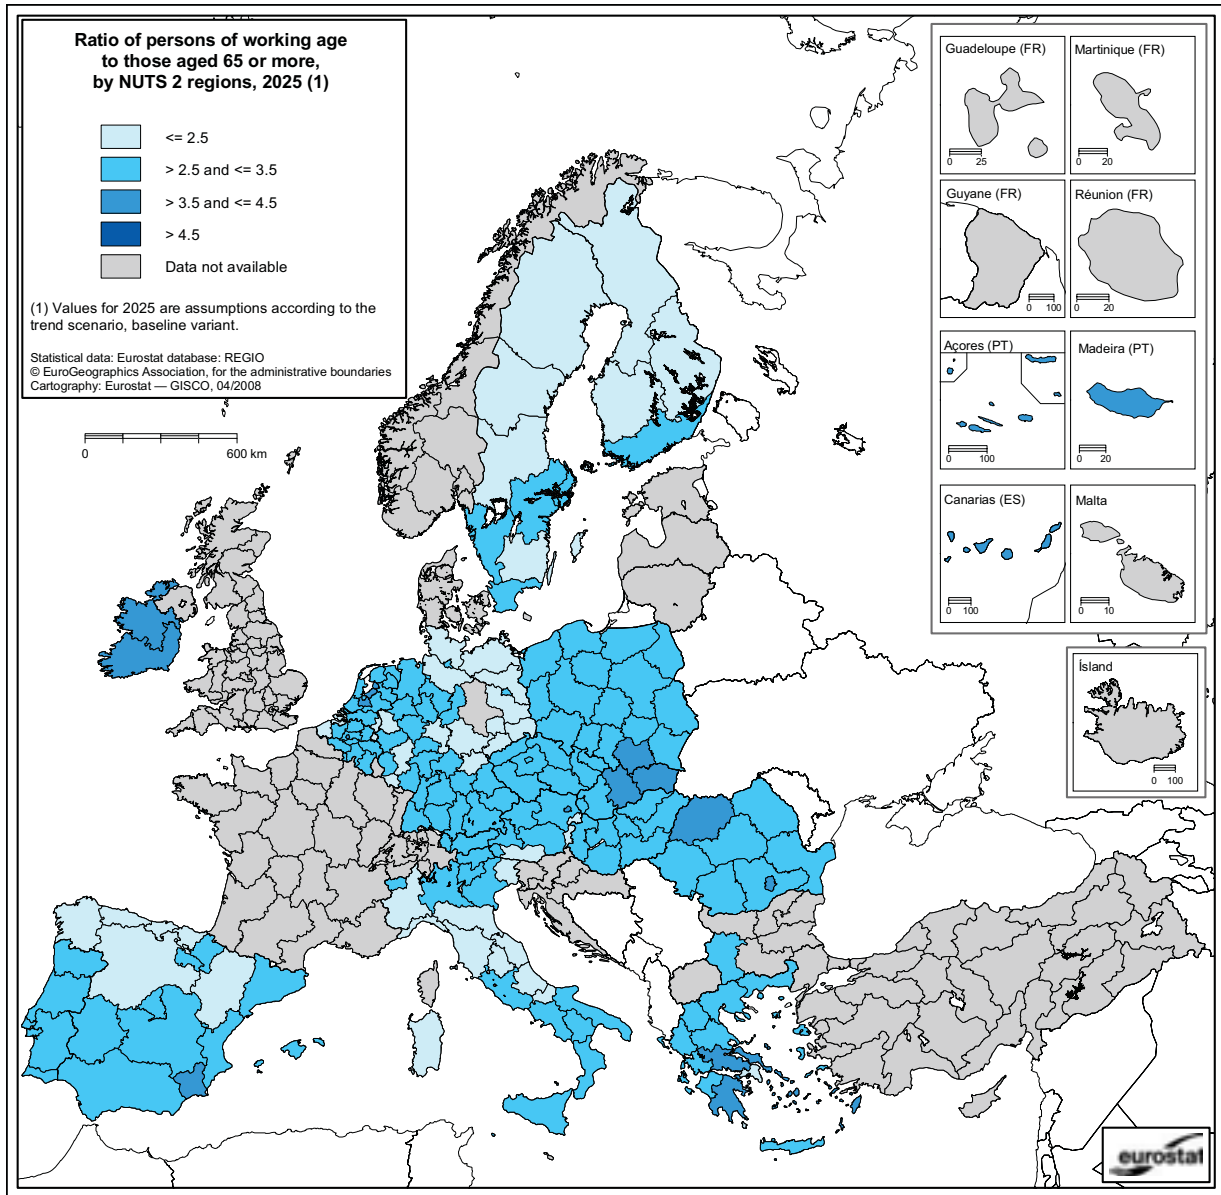 Ratio of persons of working age
to those aged 65 or more,
by NUTS 2 regions, 2025 (1)
<= 2.5
> 2.5 and <= 3.5
> 3.5 and <= 4.5
> 4.5
Data not available
(1) Values for 2025 are assumptions according to the
trend scenario, baseline variant.
Statistical data: Eurostat database: REGIO
© EuroGeographics Association, for the administrative boundaries
Cartography: Eurostat — GISCO, 04/2008
0 600 km
Guadeloupe (FR)
0 25
Martinique (FR)
0 20
Guyane (FR)
0 100
Réunion (FR)
0 20
Açores (PT)
0 100
Madeira (PT)
0 20
Canarias (ES)
0 100
Malta
0 10
Ísland
0 100
eurostat